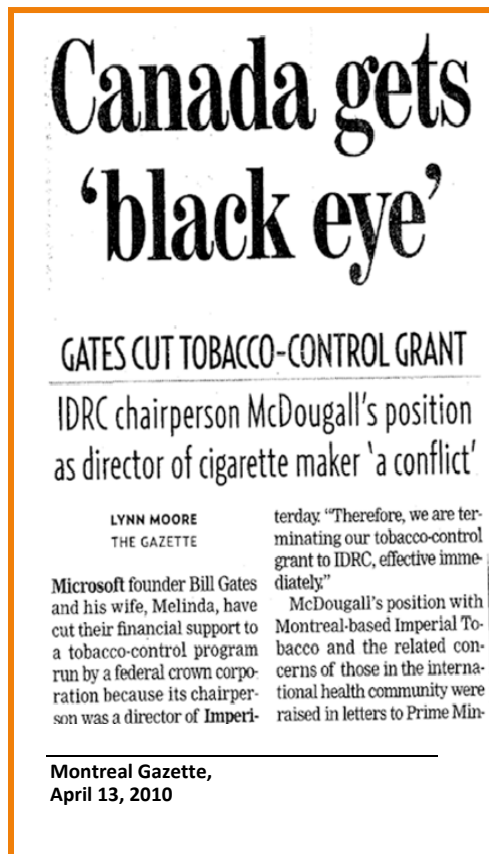 Canada gets
‘black eye’
GATES CUT TOBACCO-CONTROL GRANT
IDRC chairperson McDougall’s position
as director of cigarette maker ‘a conflict’
LYNN MOORE
THE GAZETTE
Microsoft founder Bill Gates
and his wife, Melinda, have
cut their financial support to
a tobacco-control program
run by a federal crown corpo-
ration because its chairper-
son was a director of Imperi-
terday. “Therefore, we are ter-
minating our tobacco-control
grant to IDRC, effective imme-
diately.”
McDougall’s position with
Montreal-based Imperial To-
bacco and the related con-
cerns of those in the interna-
tional health community were
raised in letters to Prime Min-
Montreal Gazette,
April 13, 2010